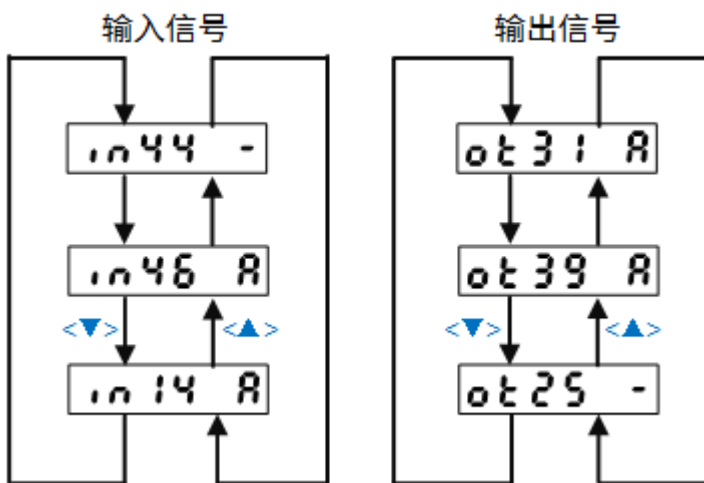 输入信号 输出信号
in44 - ot31 A
in46 A ot39 A
<▼> <▲> <▼> <▲>
in14 A ot25 -